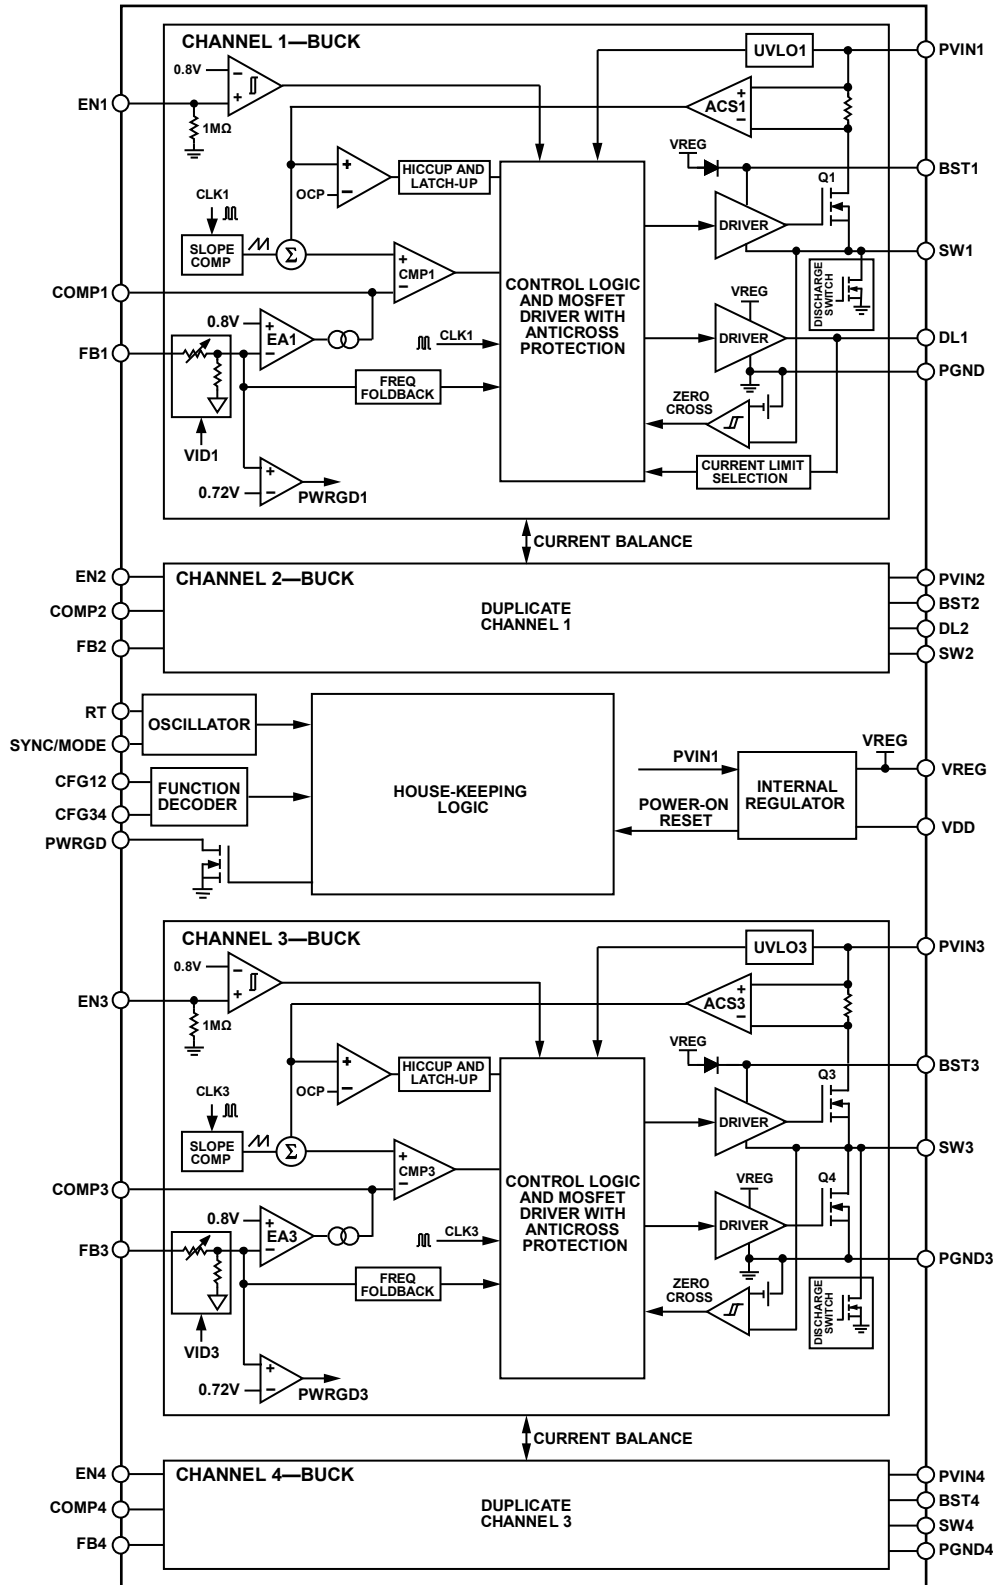 CHANNEL 1—BUCK
UVLO1
PVIN1
0.8V
EN1
1MΩ
ACS1
VREG
BST1
OCP
HICCUP AND
LATCH-UP
Q1
CLK1
DRIVER
SLOPE
COMP
Σ
CMP1
SW1
COMP1
CONTROL LOGIC
AND MOSFET
DRIVER WITH
ANTICROSS
PROTECTION
DISCHARGE
SWITCH
VREG
0.8V
EA1
CLK1
DRIVER
DL1
FB1
FREQ
FOLDBACK
PGND
ZERO
CROSS
VID1
CURRENT LIMIT
SELECTION
0.72V
PWRGD1
CURRENT BALANCE
EN2
CHANNEL 2—BUCK
PVIN2
COMP2
DUPLICATE
CHANNEL 1
BST2
DL2
FB2
SW2
RT
OSCILLATOR
SYNC/MODE
VREG
PVIN1
CFG12
FUNCTION
DECODER
HOUSE-KEEPING
LOGIC
INTERNAL
REGULATOR
VREG
CFG34
POWER-ON
RESET
VDD
PWRGD
CHANNEL 3—BUCK
UVLO3
PVIN3
0.8V
EN3
1MΩ
ACS3
VREG
BST3
OCP
HICCUP AND
LATCH-UP
Q3
CLK3
DRIVER
SLOPE
COMP
Σ
CMP3
SW3
COMP3
CONTROL LOGIC
AND MOSFET
DRIVER WITH
ANTICROSS
PROTECTION
VREG
Q4
0.8V
EA3
CLK3
DRIVER
FB3
PGND3
FREQ
FOLDBACK
ZERO
CROSS
DISCHARGE
SWITCH
VID3
0.72V
PWRGD3
CURRENT BALANCE
EN4
CHANNEL 4—BUCK
PVIN4
COMP4
DUPLICATE
CHANNEL 3
BST4
SW4
FB4
PGND4